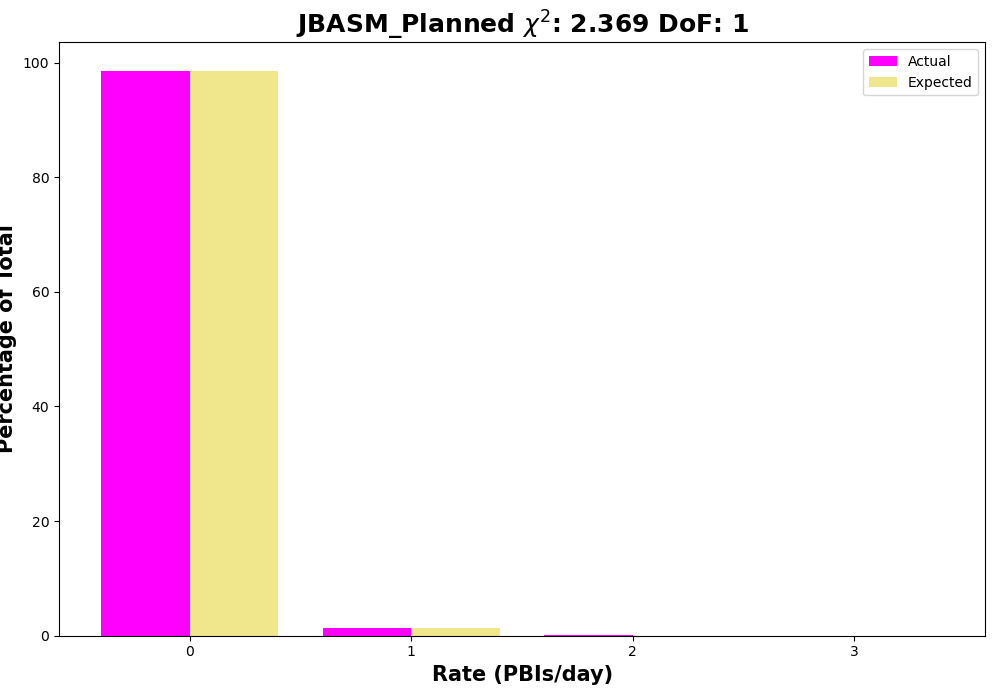 JBASM_Planned χ²: 2.369 DoF: 1
Actual
Expected
Percentage of Total
100
80
60
40
20
0
0 1 2 3
Rate (PBIs/day)